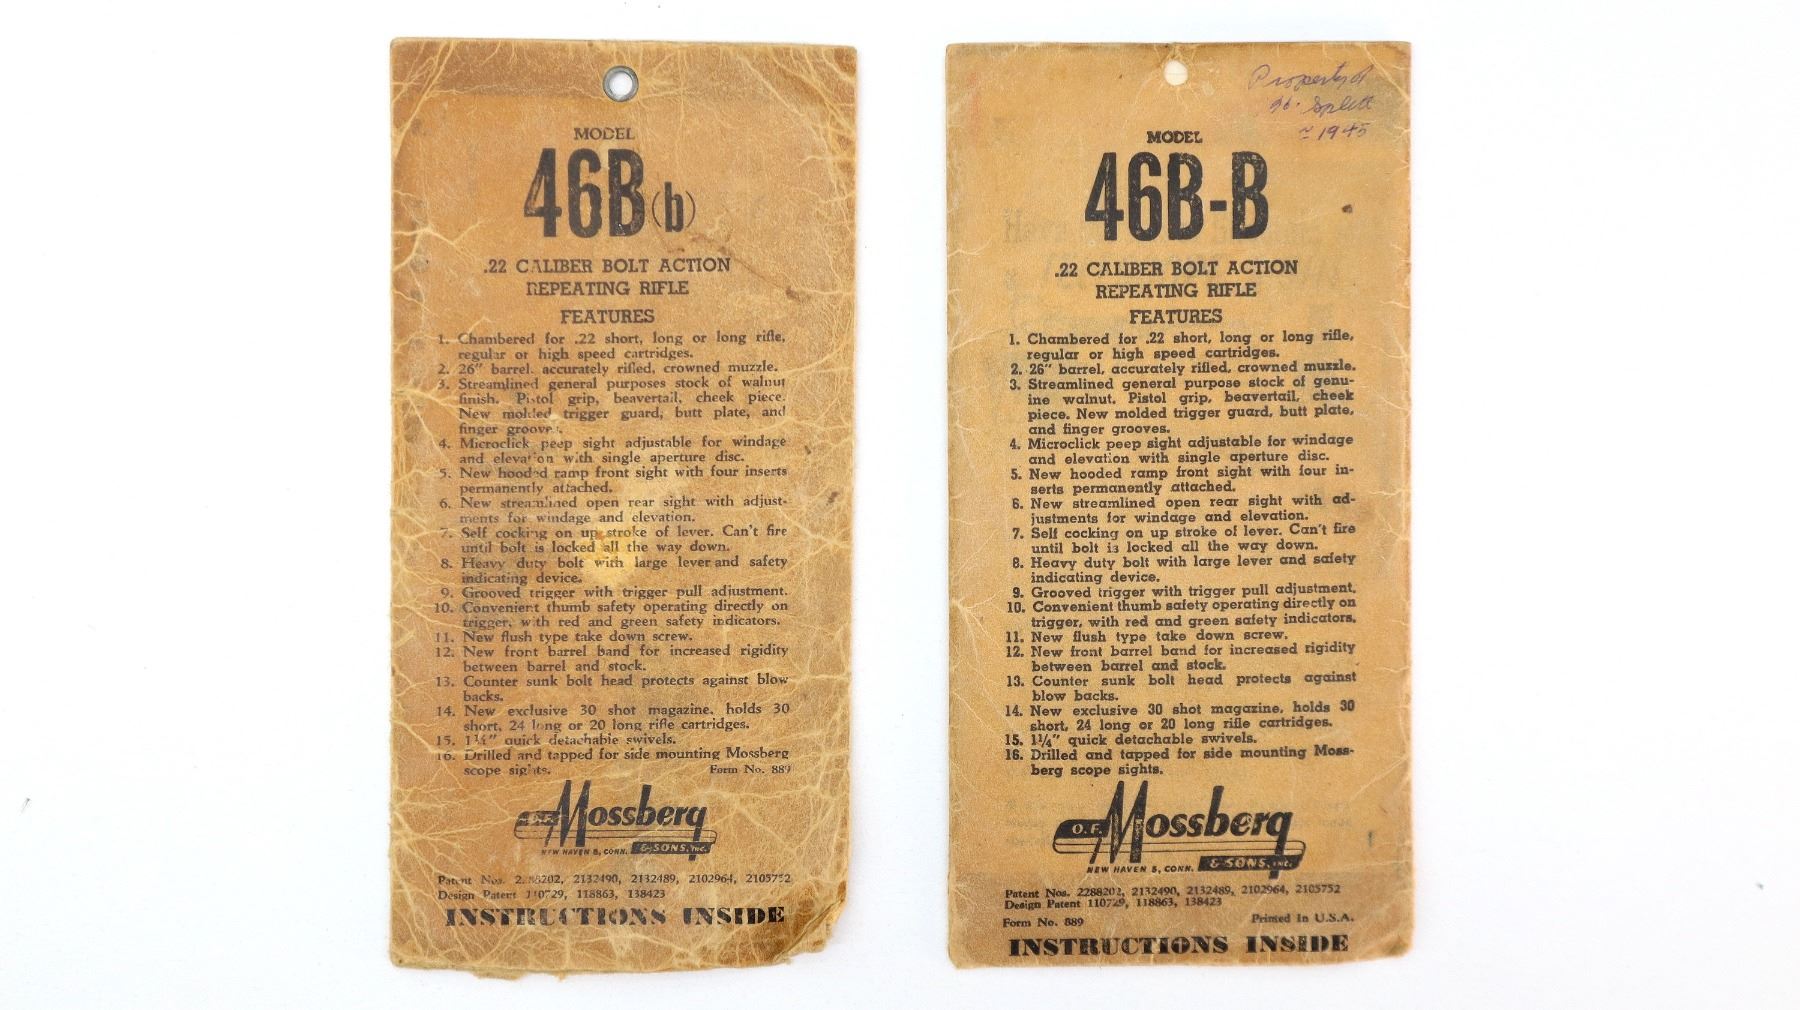 MODEL
46B(b)
.22 CALIBER BOLT ACTION
REPEATING RIFLE
FEATURES
1. Chambered for .22 short, long or long rifle,
regular or high speed cartridges.
2. 26" barrel, accurately rifled, crowned muzzle.
3. Streamlined general purposes stock of walnut
finish. Pistol grip, beavertail, cheek piece.
New molded trigger guard, butt plate, and
finger grooves.
4. Microclick peep sight adjustable for windage
and elevation with single aperture disc.
5. New hooded ramp front sight with four inserts
permanently attached.
6. New streamlined open rear sight with adjust-
ments for windage and elevation.
7. Self cocking on up stroke of lever. Can't fire
until bolt is locked all the way down.
8. Heavy duty bolt with large lever and safety
indicating device.
9. Grooved trigger with trigger pull adjustment.
10. Convenient thumb safety operating directly on
trigger, with red and green safety indicators.
11. New flush type take down screw.
12. New front barrel band for increased rigidity
between barrel and stock.
13. Counter sunk bolt head protects against blow
backs.
14. New exclusive 30 shot magazine, holds 30
short, 24 long or 20 long rifle cartridges.
15. 1¼" quick detachable swivels.
16. Drilled and tapped for side mounting Mossberg
scope sights. Form No. 889
O.F. Mossberg
& SONS, INC.
NEW HAVEN 5, CONN.
Patent Nos. 2288202, 2132490, 2132489, 2102964, 2105752
Design Patent 110729, 118863, 138423
INSTRUCTIONS INSIDE
Property of
Splett
1945
MODEL
46B-B
.22 CALIBER BOLT ACTION
REPEATING RIFLE
FEATURES
1. Chambered for .22 short, long or long rifle,
regular or high speed cartridges.
2. 26" barrel, accurately rifled, crowned muzzle.
3. Streamlined general purpose stock of genu-
ine walnut. Pistol grip, beavertail, cheek
piece. New molded trigger guard, butt plate,
and finger grooves.
4. Microclick peep sight adjustable for windage
and elevation with single aperture disc.
5. New hooded ramp front sight with four in-
serts permanently attached.
6. New streamlined open rear sight with ad-
justments for windage and elevation.
7. Self cocking on up stroke of lever. Can't fire
until bolt is locked all the way down.
8. Heavy duty bolt with large lever and safety
indicating device.
9. Grooved trigger with trigger pull adjustment.
10. Convenient thumb safety operating directly on
trigger, with red and green safety indicators.
11. New flush type take down screw.
12. New front barrel band for increased rigidity
between barrel and stock.
13. Counter sunk bolt head protects against
blow backs.
14. New exclusive 30 shot magazine, holds 30
short, 24 long or 20 long rifle cartridges.
15. 1¼" quick detachable swivels.
16. Drilled and tapped for side mounting Moss-
berg scope sights.
O.F. Mossberg
& SONS, INC.
NEW HAVEN 5, CONN.
Patent Nos. 2288202, 2132490, 2132489, 2102964, 2105752
Design Patent 110729, 118863, 138423
Form No. 889 Printed In U.S.A.
INSTRUCTIONS INSIDE